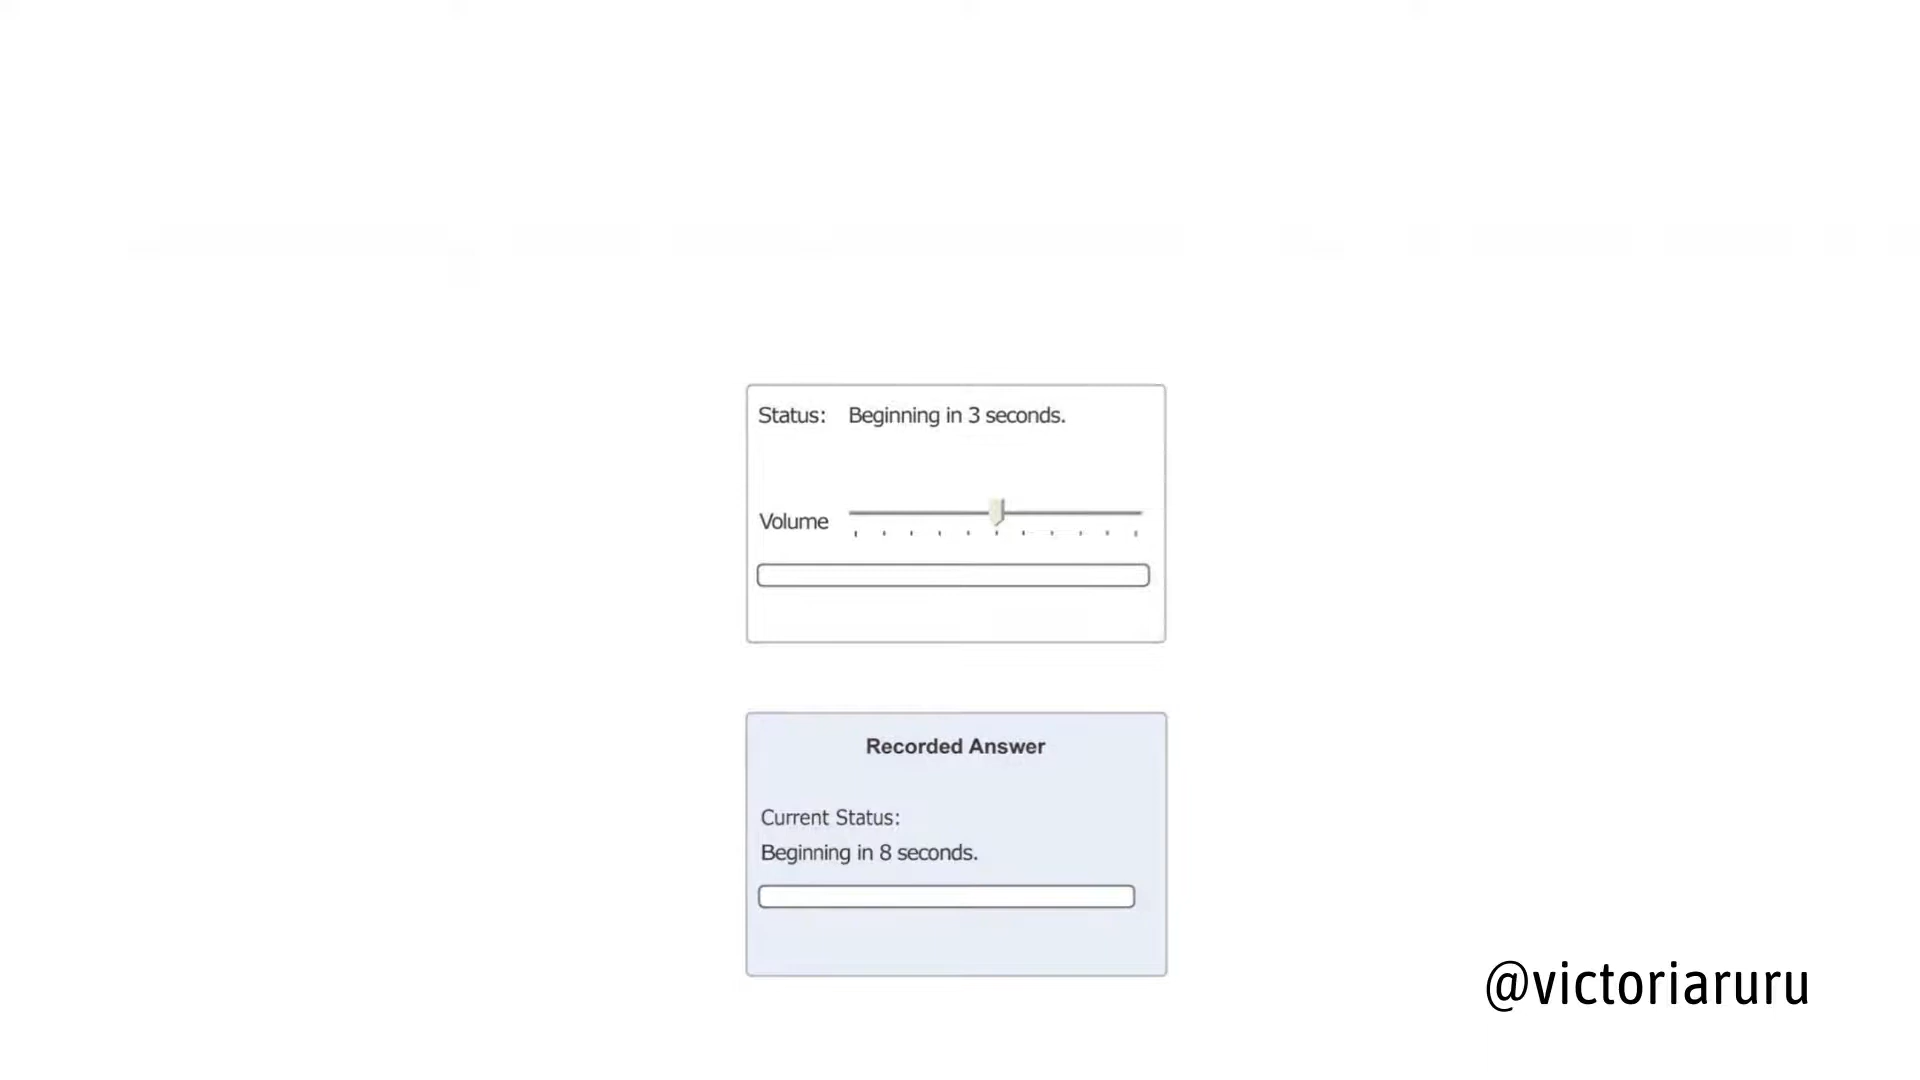 Status: Beginning in 3 seconds.
Volume
Recorded Answer
Current Status:
Beginning in 8 seconds.
@victoriaruru